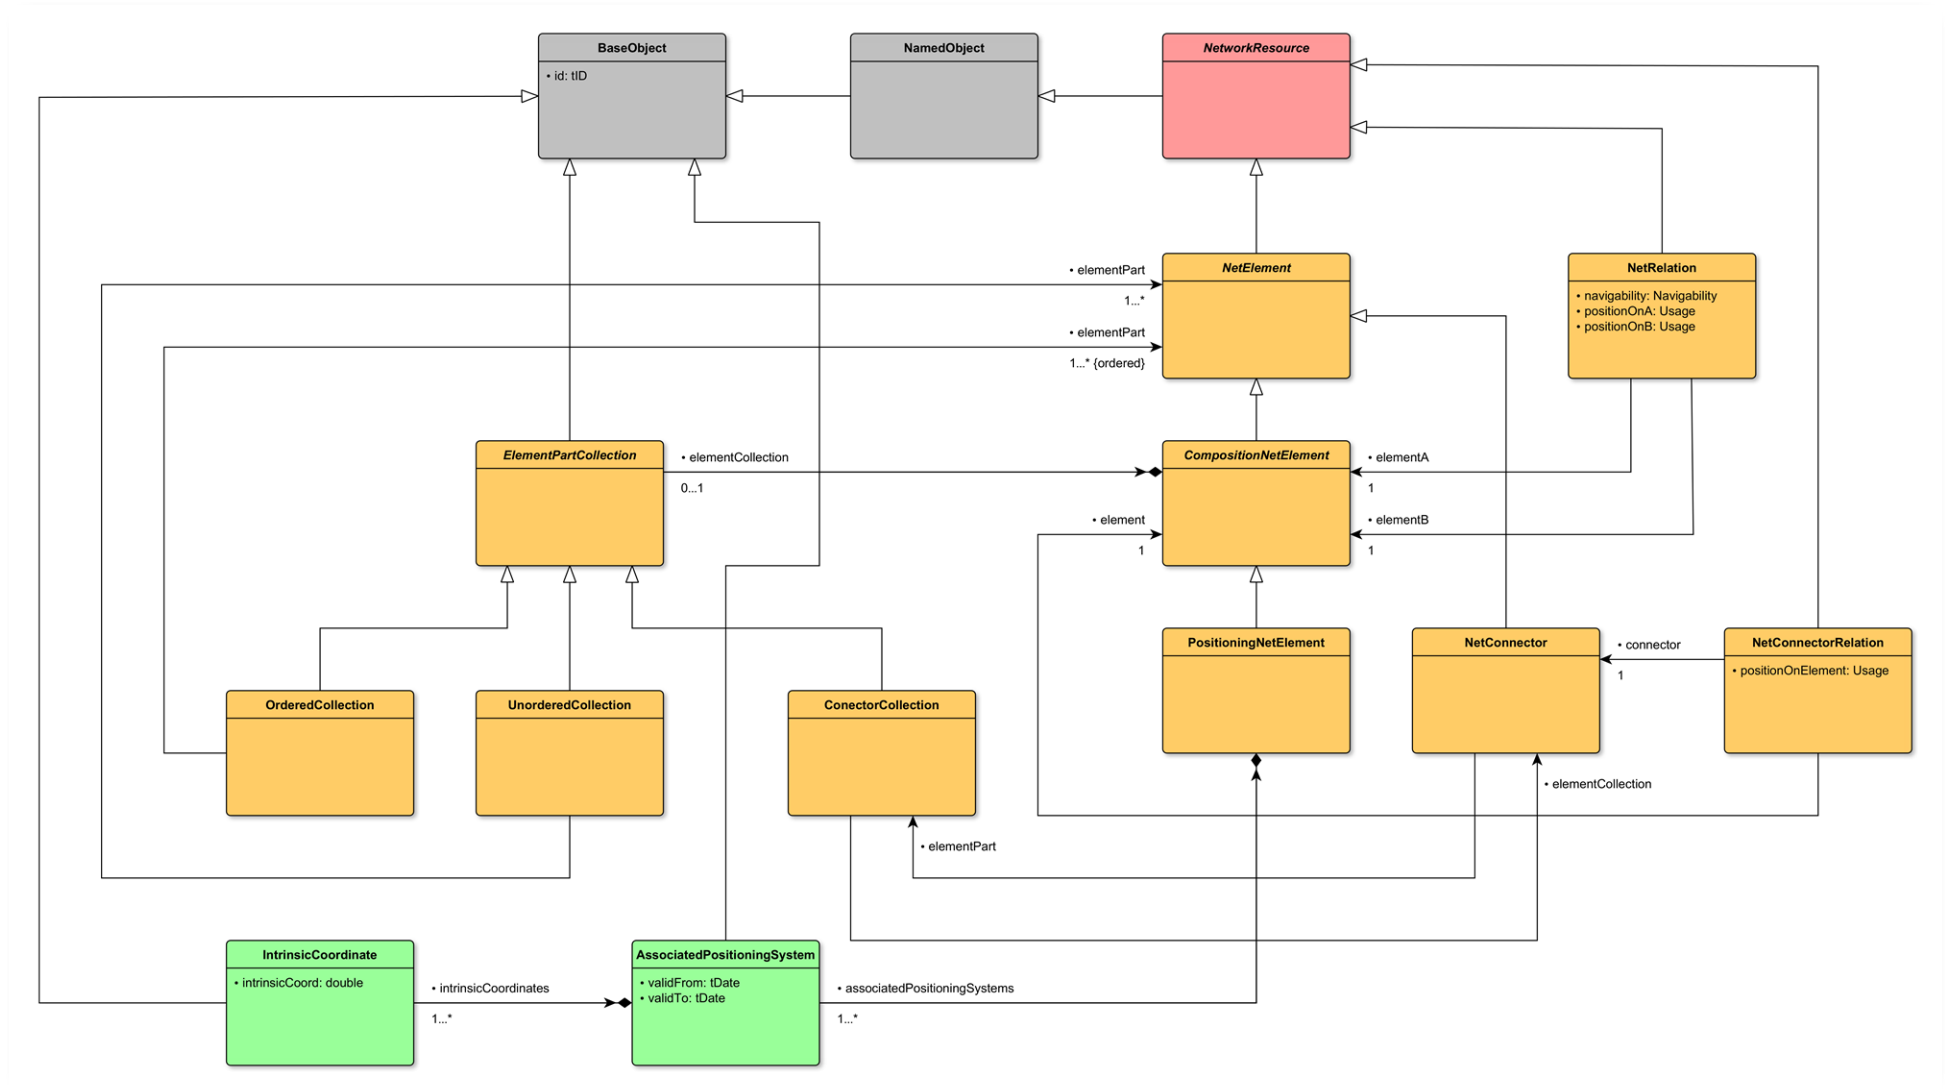 BaseObject
• id: tID
NamedObject
NetworkResource
• elementPart
1...*
• elementPart
1...* {ordered}
NetElement
NetRelation
• navigability: Navigability
• positionOnA: Usage
• positionOnB: Usage
ElementPartCollection
• elementCollection
0...1
CompositionNetElement
• elementA
1
• element
1
• elementB
1
PositioningNetElement
NetConnector
• connector
1
NetConnectorRelation
• positionOnElement: Usage
OrderedCollection
UnorderedCollection
ConectorCollection
• elementCollection
• elementPart
IntrinsicCoordinate
• intrinsicCoord: double
• intrinsicCoordinates
1...*
AssociatedPositioningSystem
• validFrom: tDate
• validTo: tDate
• associatedPositioningSystems
1...*